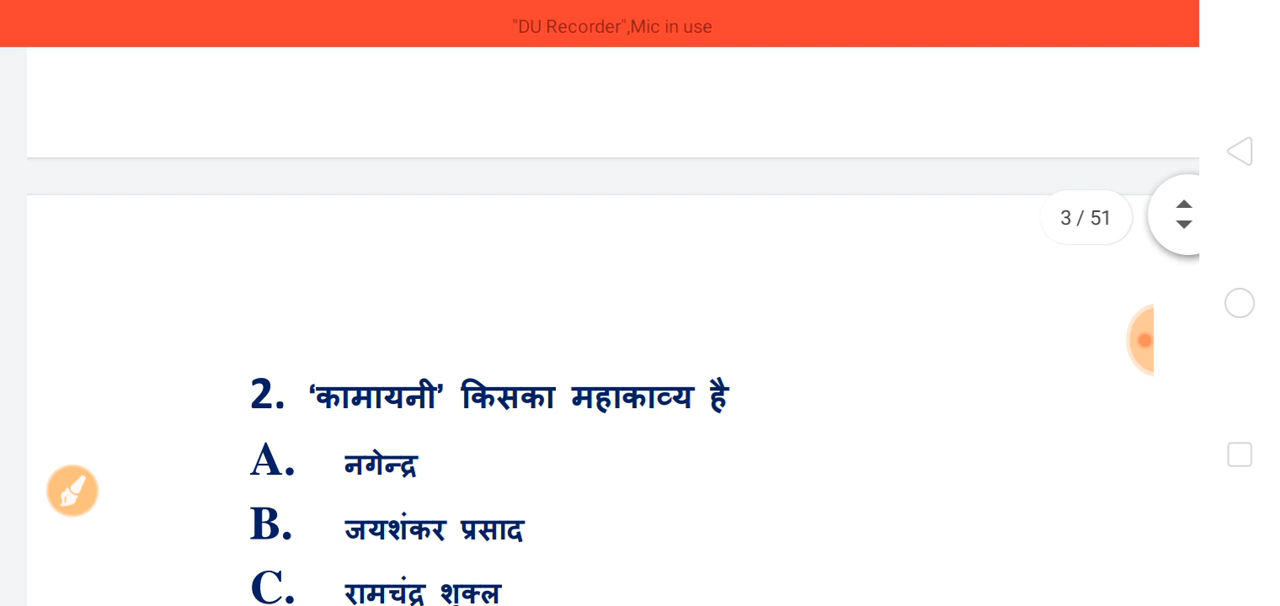 "DU Recorder",Mic in use
3 / 51
2. ‘कामायनी’ किसका महाकाव्य है
A. नगेन्द्र
B. जयशंकर प्रसाद
C. रामचंद्र शुक्ल